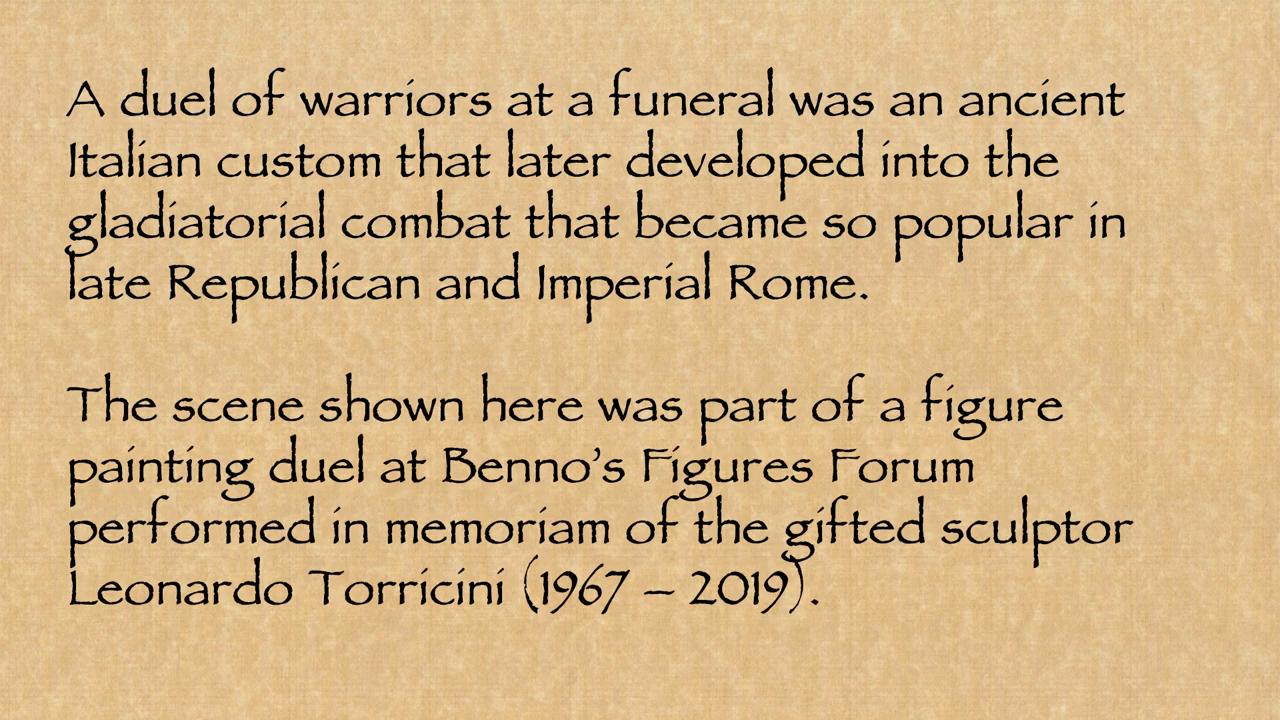 A duel of warriors at a funeral was an ancient
Italian custom that later developed into the
gladiatorial combat that became so popular in
late Republican and Imperial Rome.
The scene shown here was part of a figure
painting duel at Benno’s Figures Forum
performed in memoriam of the gifted sculptor
Leonardo Torricini (1967 – 2019).